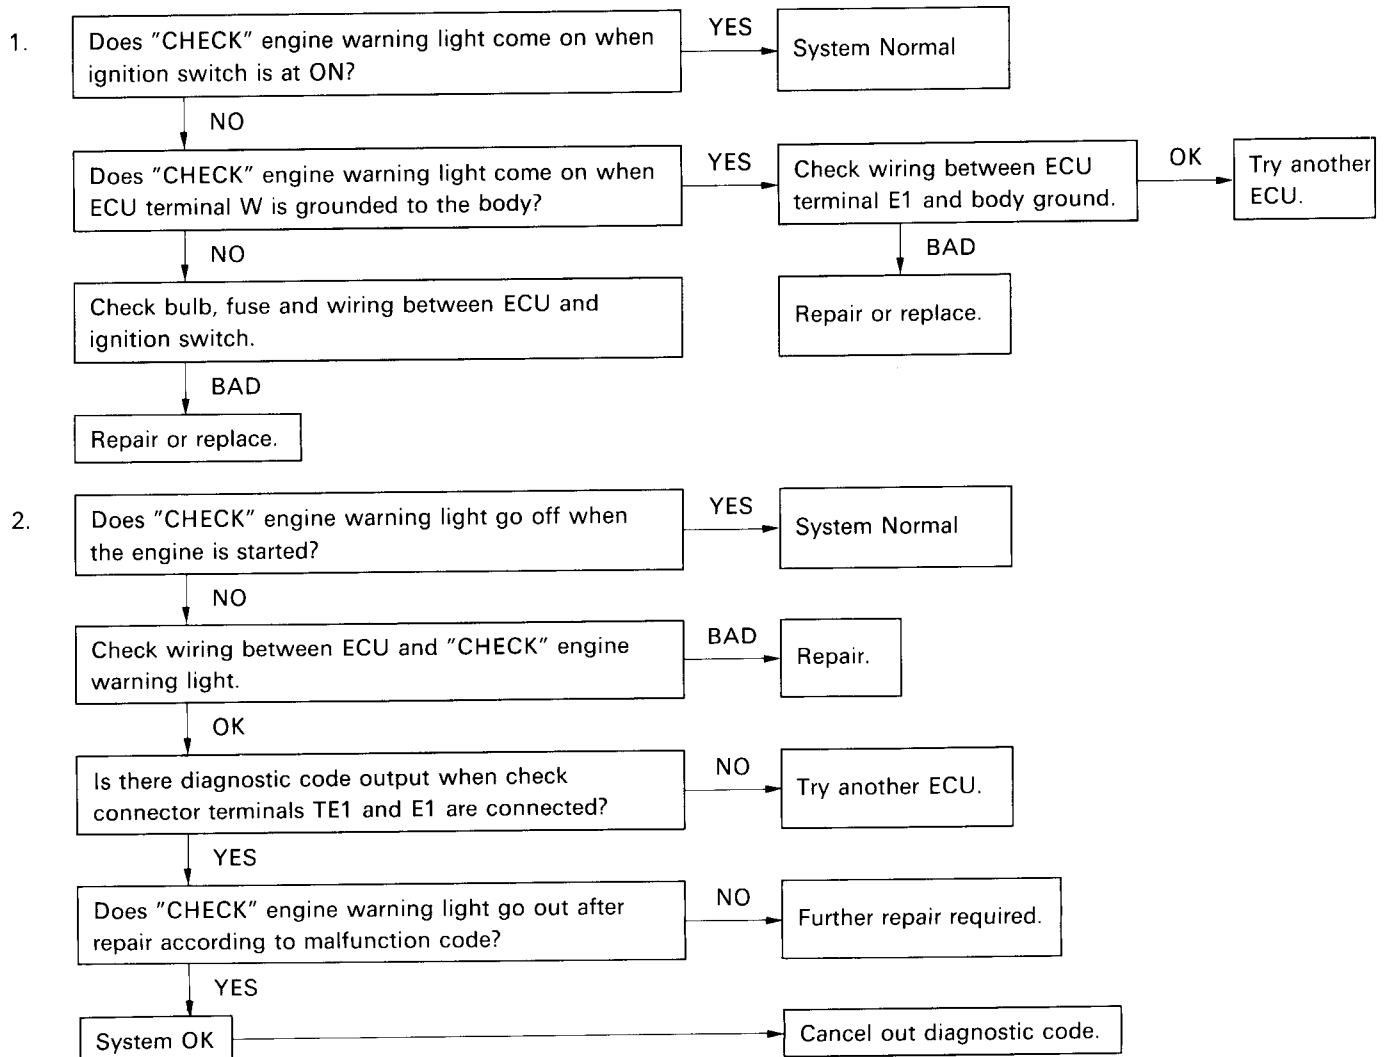 1.
Does "CHECK" engine warning light come on when
ignition switch is at ON?
YES
System Normal
NO
Does "CHECK" engine warning light come on when
ECU terminal W is grounded to the body?
YES
Check wiring between ECU
terminal E1 and body ground.
OK
Try another
ECU.
NO
BAD
Check bulb, fuse and wiring between ECU and
ignition switch.
Repair or replace.
BAD
Repair or replace.
2.
Does "CHECK" engine warning light go off when
the engine is started?
YES
System Normal
NO
Check wiring between ECU and "CHECK" engine
warning light.
BAD
Repair.
OK
Is there diagnostic code output when check
connector terminals TE1 and E1 are connected?
NO
Try another ECU.
YES
Does "CHECK" engine warning light go out after
repair according to malfunction code?
NO
Further repair required.
YES
System OK
Cancel out diagnostic code.